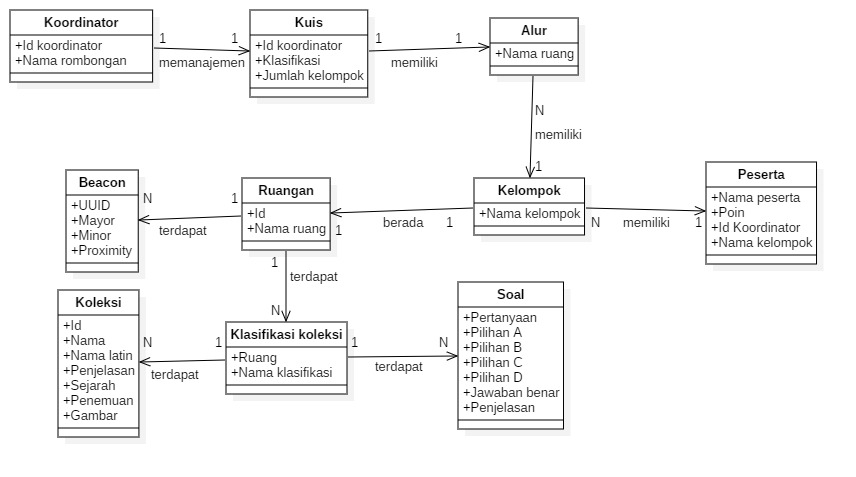 Koordinator
+Id koordinator
+Nama rombongan
1
1
memanajemen
Kuis
+Id koordinator
+Klasifikasi
+Jumlah kelompok
1
1
memiliki
Alur
+Nama ruang
N
memiliki
1
Beacon
+UUID
+Mayor
+Minor
+Proximity
N
1
terdapat
Ruangan
+Id
+Nama ruang
1
berada
1
Kelompok
+Nama kelompok
N
memiliki
1
Peserta
+Nama peserta
+Poin
+Id Koordinator
+Nama kelompok
1
terdapat
N
Koleksi
+Id
+Nama
+Nama latin
+Penjelasan
+Sejarah
+Penemuan
+Gambar
N
1
terdapat
Klasifikasi koleksi
+Ruang
+Nama klasifikasi
1
N
terdapat
Soal
+Pertanyaan
+Pilihan A
+Pilihan B
+Pilihan C
+Pilihan D
+Jawaban benar
+Penjelasan